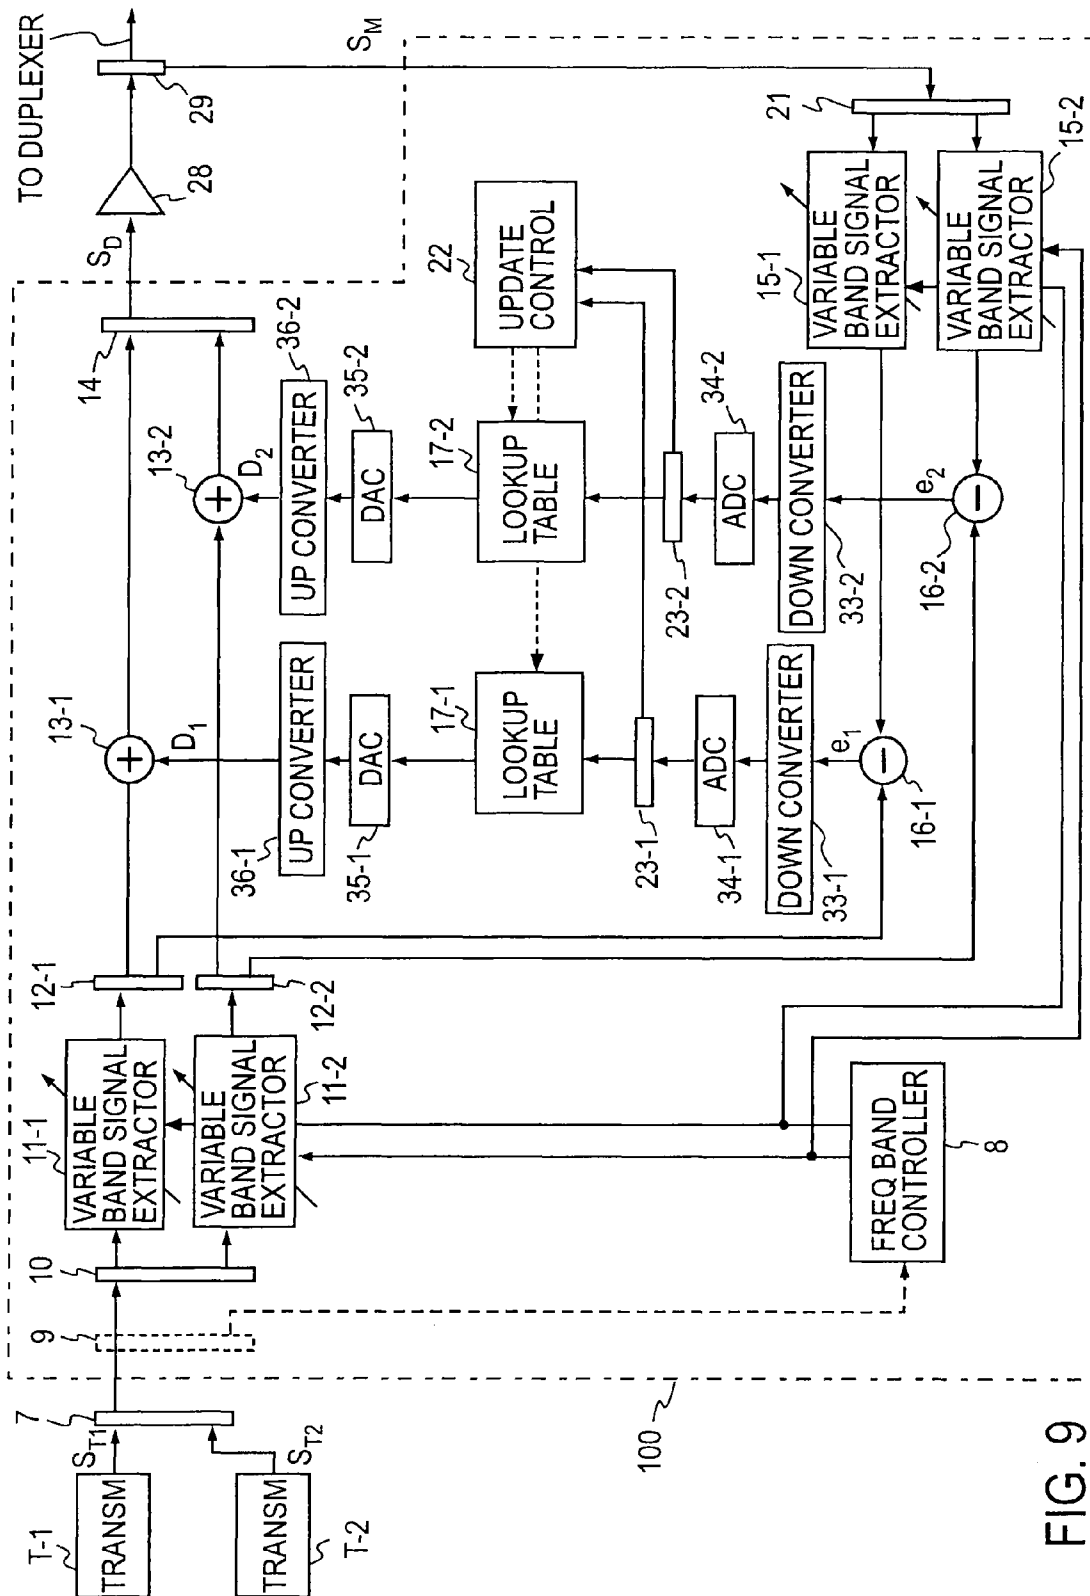 T-1
TRANSM
S_T1
T-2
TRANSM
S_T2
7
9
10
100
11-1
VARIABLE
BAND SIGNAL
EXTRACTOR
VARIABLE
BAND SIGNAL
EXTRACTOR
11-2
12-1
12-2
FREQ BAND
CONTROLLER
8
13-1
D_1
36-1
UP CONVERTER
35-1
DAC
17-1
LOOKUP
TABLE
23-1
34-1
ADC
DOWN CONVERTER
33-1
e_1
16-1
13-2
D_2
36-2
UP CONVERTER
35-2
DAC
17-2
LOOKUP
TABLE
23-2
34-2
ADC
DOWN CONVERTER
33-2
e_2
16-2
14
22
UPDATE
CONTROL
15-1
VARIABLE
BAND SIGNAL
EXTRACTOR
VARIABLE
BAND SIGNAL
EXTRACTOR
15-2
21
S_D
28
29
TO DUPLEXER
S_M
FIG. 9